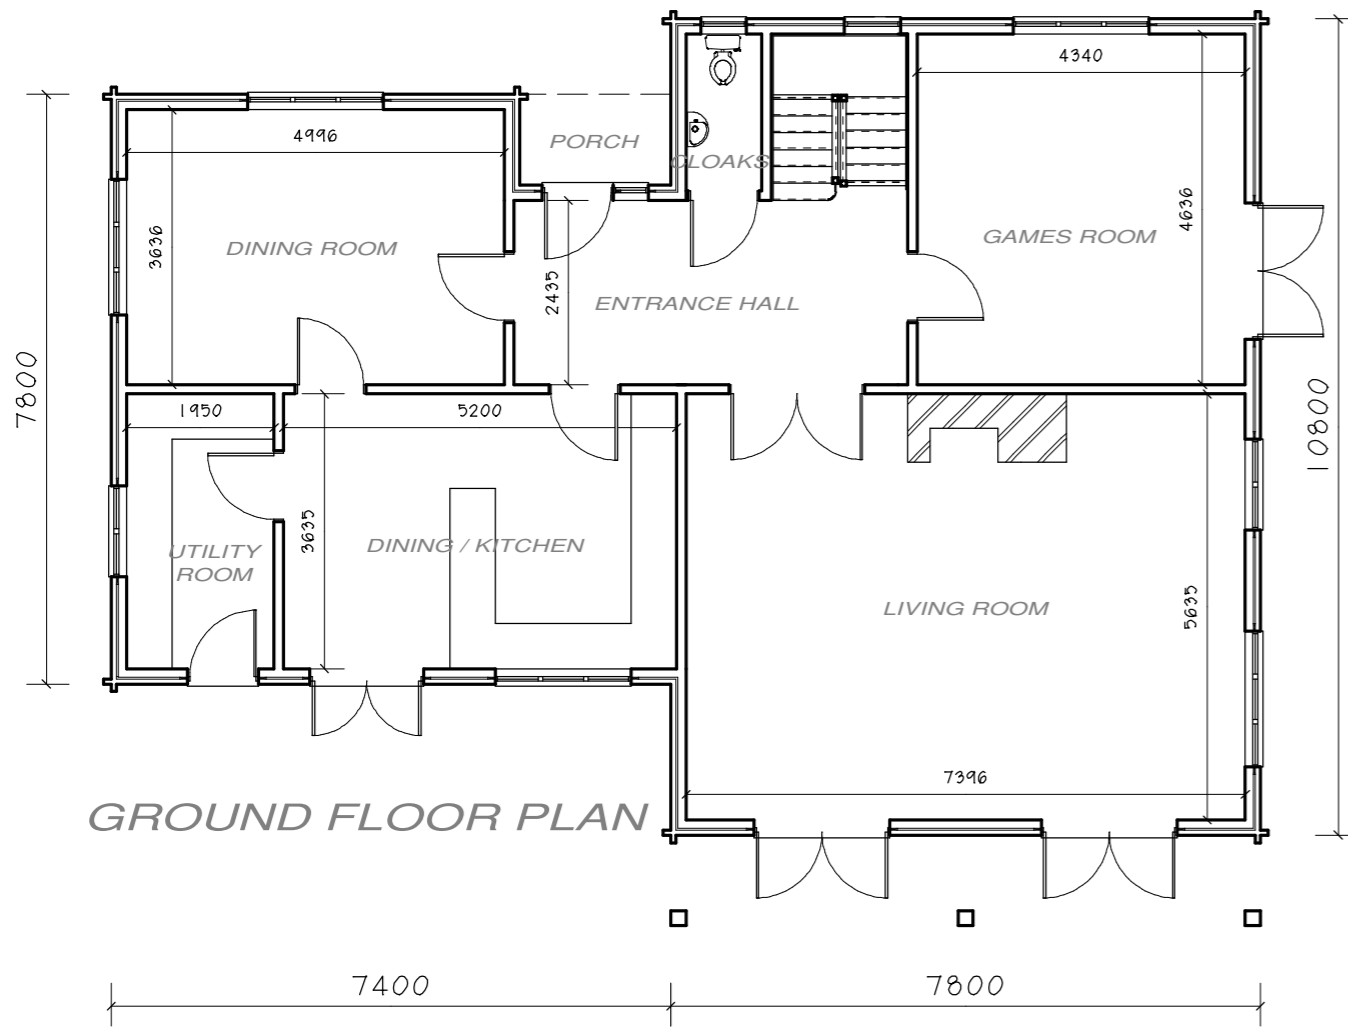 4340
4996
PORCH
CLOAKS
3636
DINING ROOM
4636
GAMES ROOM
2435
ENTRANCE HALL
7800
10800
1950
5200
3635
DINING / KITCHEN
UTILITY
ROOM
LIVING ROOM
5635
7396
GROUND FLOOR PLAN
7400
7800